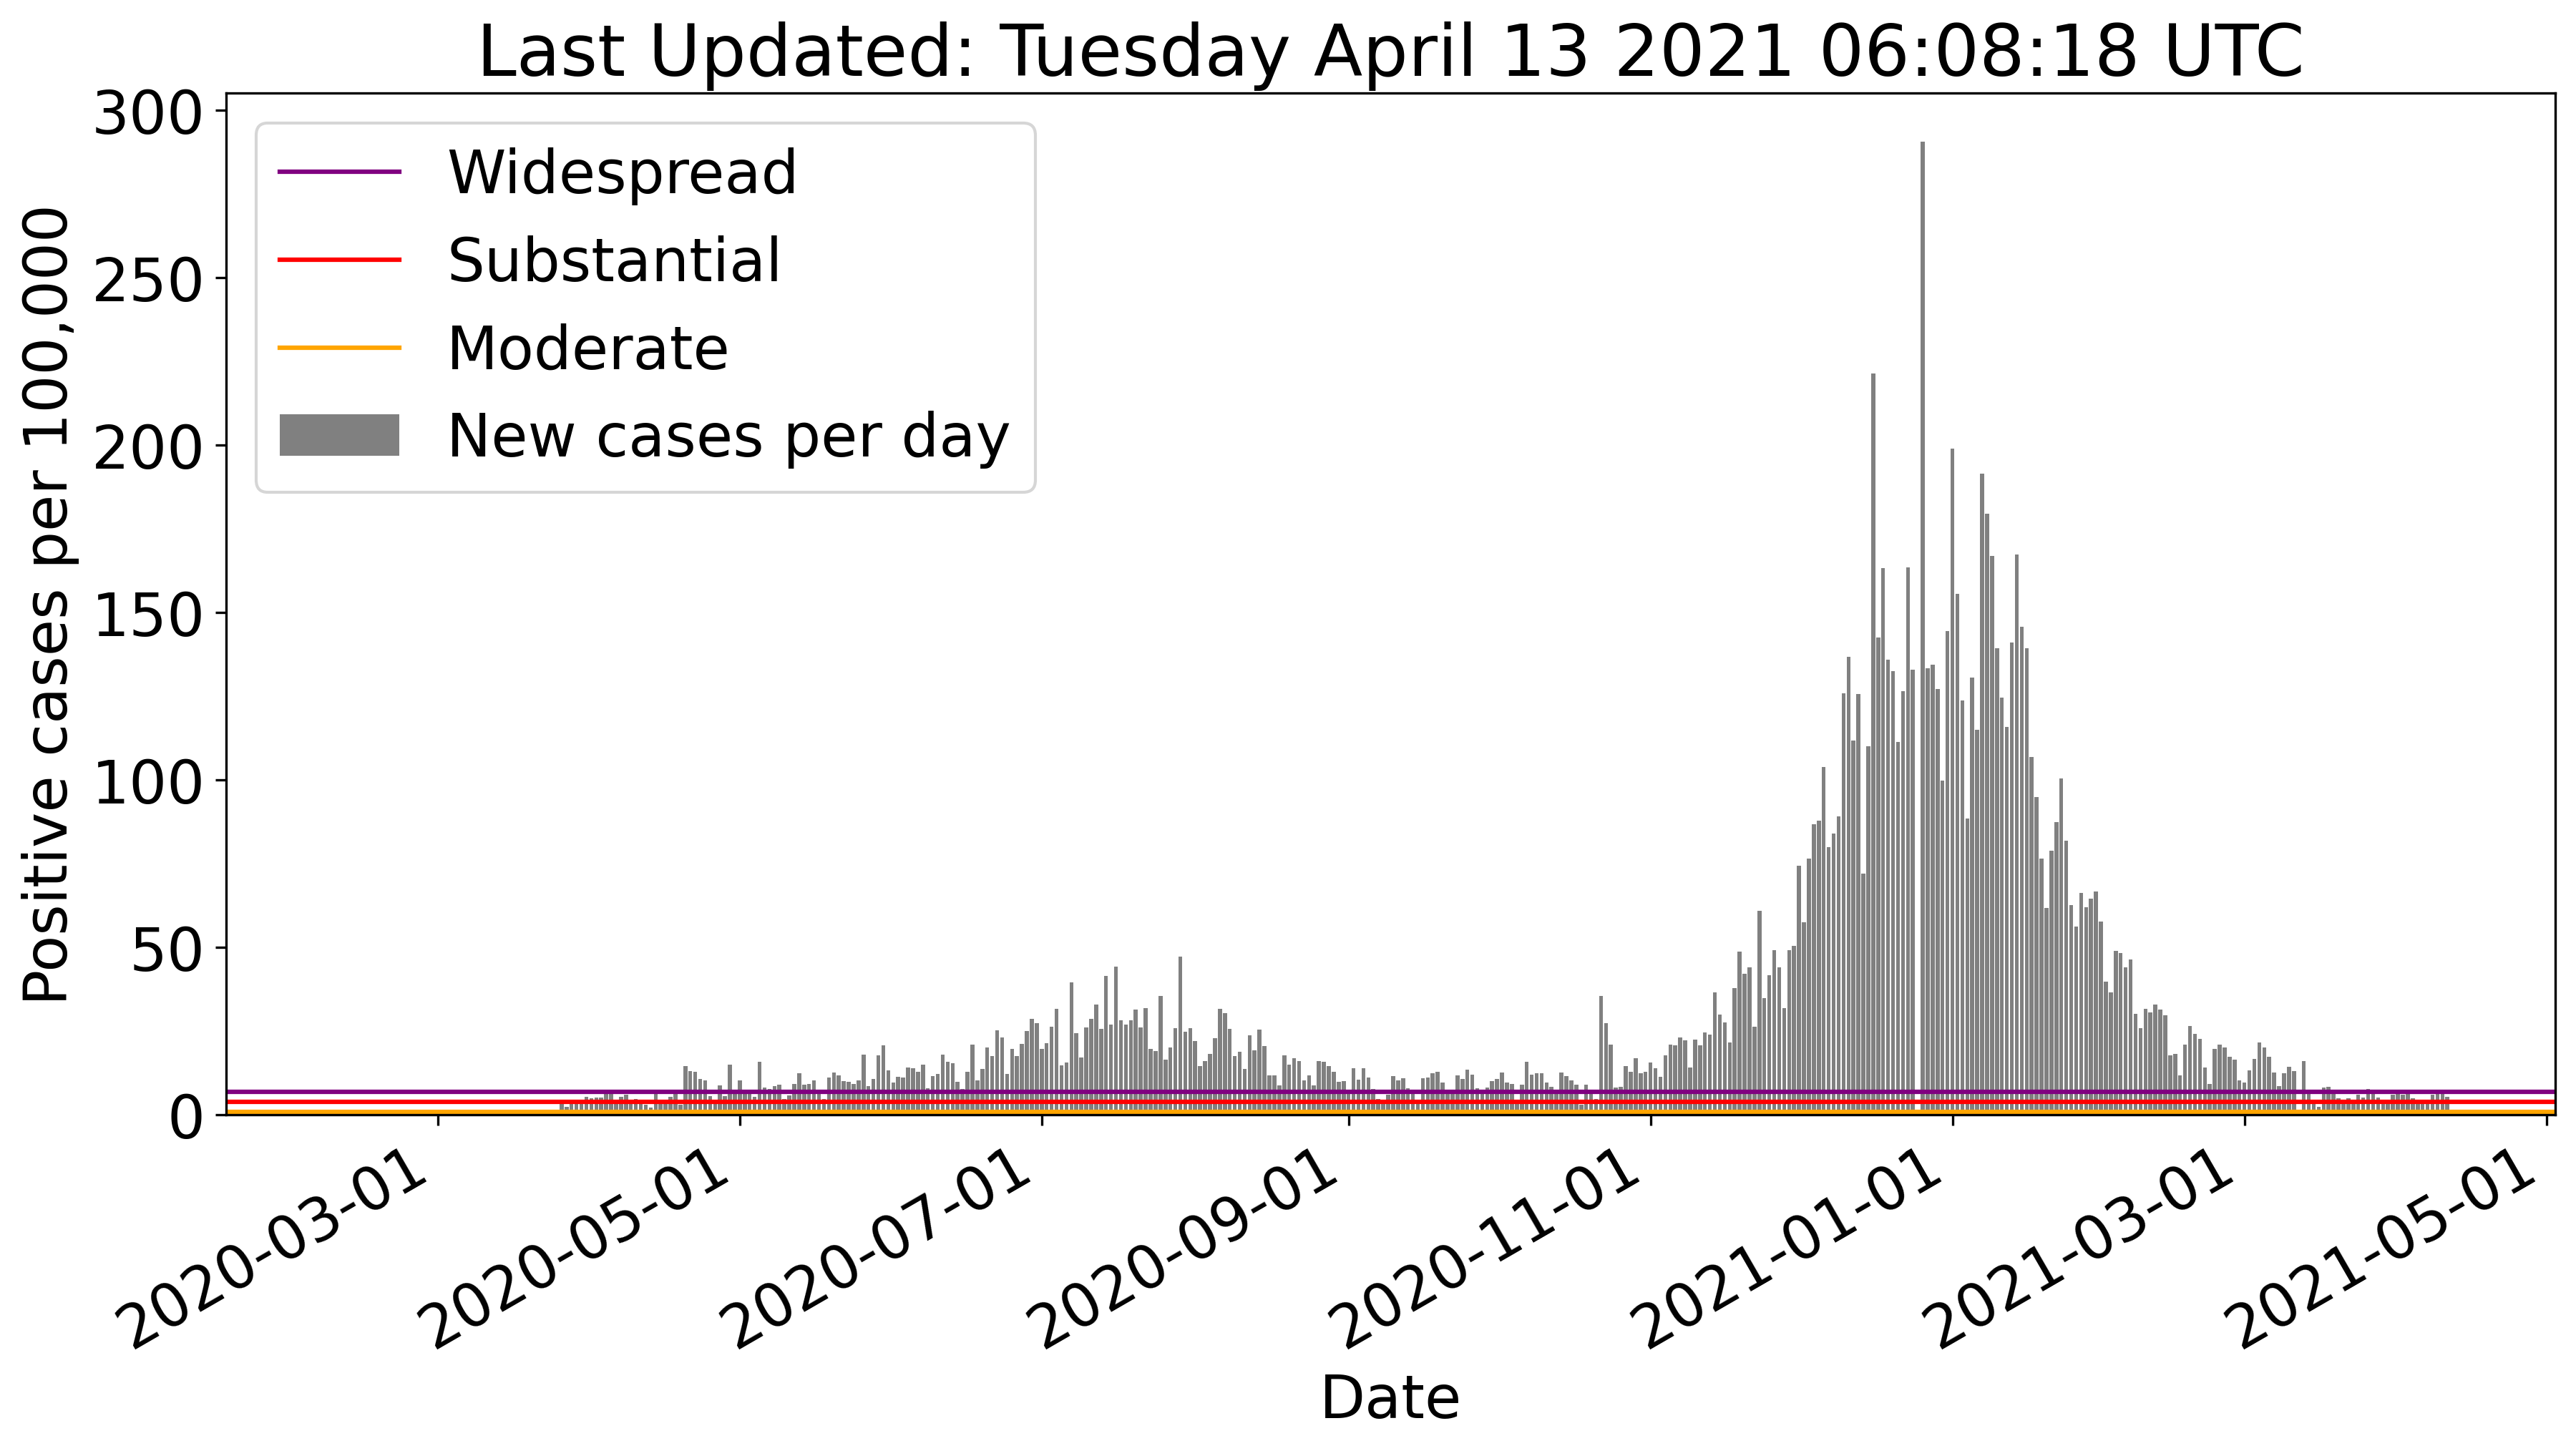 Last Updated: Tuesday April 13 2021 06:08:18 UTC
300
250
200
150
100
50
0
Positive cases per 100,000
Widespread
Substantial
Moderate
New cases per day
2020-03-01
2020-05-01
2020-07-01
2020-09-01
2020-11-01
2021-01-01
2021-03-01
2021-05-01
Date